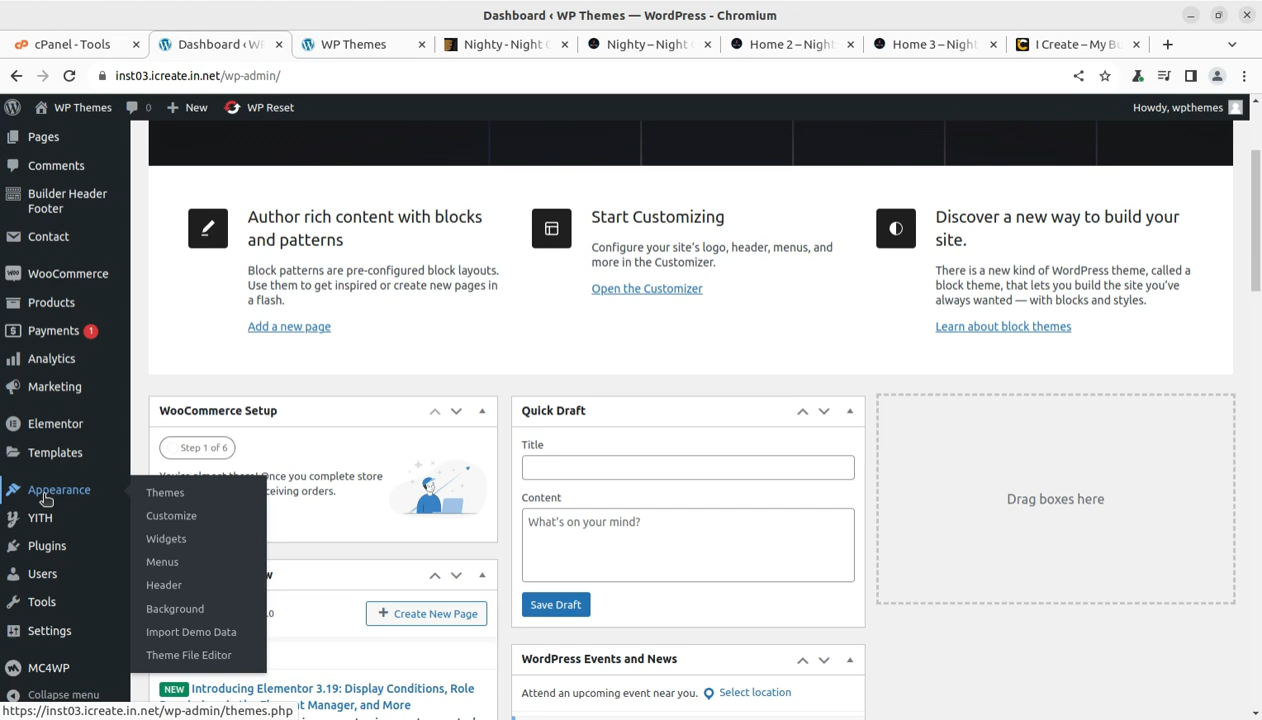 Dashboard ‹ WP Themes — WordPress - Chromium
cPanel - Tools
Dashboard ‹ W
WP Themes
Nighty - Night C
Nighty – Night
Home 2 – Night
Home 3 – Night
I Create – My Bu
inst03.icreate.in.net/wp-admin/
WP Themes
0
New
WP Reset
Howdy, wpthemes
Pages
Comments
Builder Header
Footer
Contact
WooCommerce
Products
Payments 1
Analytics
Marketing
Elementor
Templates
Appearance
YITH
Plugins
Users
Tools
Settings
MC4WP
Collapse menu
Themes
Customize
Widgets
Menus
Header
Background
Import Demo Data
Theme File Editor
Author rich content with blocks
and patterns
Block patterns are pre-configured block layouts.
Use them to get inspired or create new pages in
a flash.
Add a new page
Start Customizing
Configure your site's logo, header, menus, and
more in the Customizer.
Open the Customizer
Discover a new way to build your
site.
There is a new kind of WordPress theme, called a
block theme, that lets you build the site you've
always wanted — with blocks and styles.
Learn about block themes
WooCommerce Setup
Step 1 of 6
You're almost there! Once you complete store
ceiving orders.
w
.0
Create New Page
NEW Introducing Elementor 3.19: Display Conditions, Role
ent Manager, and More
Quick Draft
Title
Content
What's on your mind?
Save Draft
WordPress Events and News
Attend an upcoming event near you.
Select location
Drag boxes here
https://inst03.icreate.in.net/wp-admin/themes.php